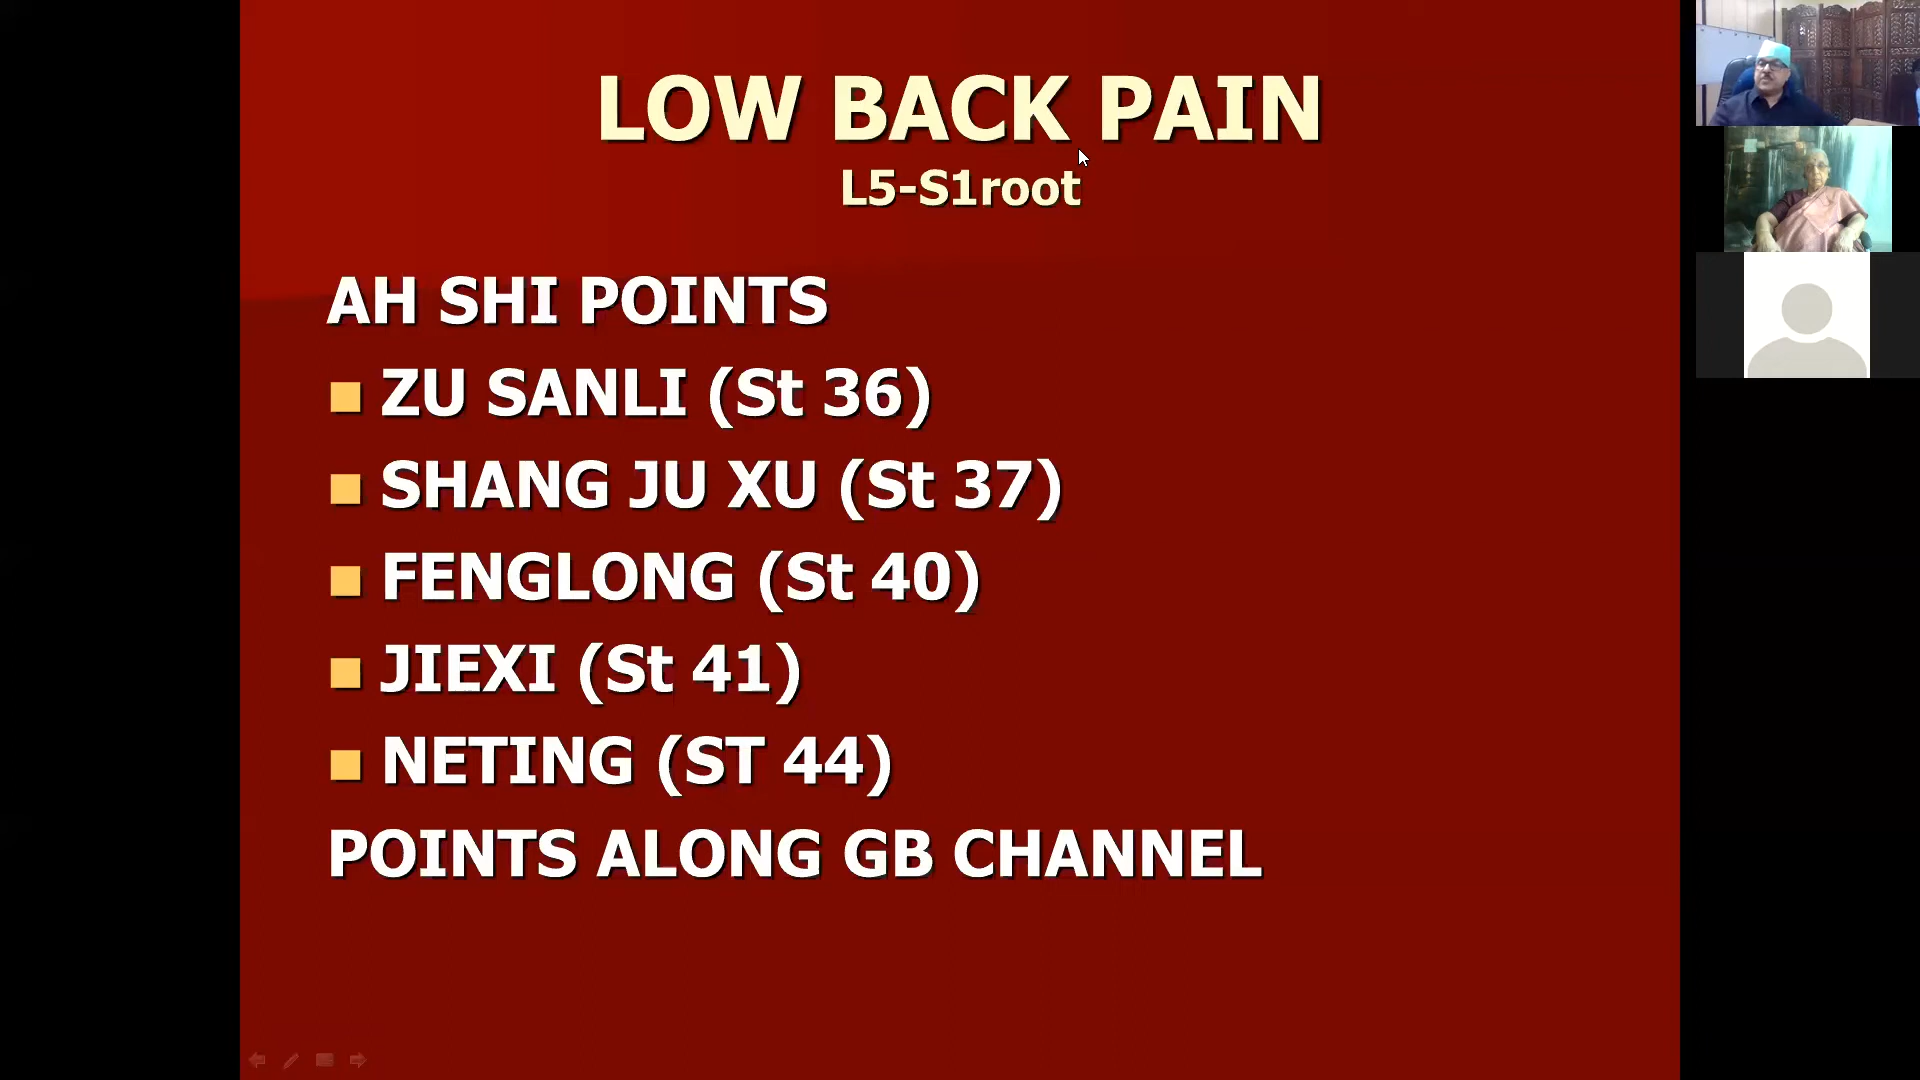 LOW BACK PAIN
L5-S1root
AH SHI POINTS
ZU SANLI (St 36)
SHANG JU XU (St 37)
FENGLONG (St 40)
JIEXI (St 41)
NETING (ST 44)
POINTS ALONG GB CHANNEL